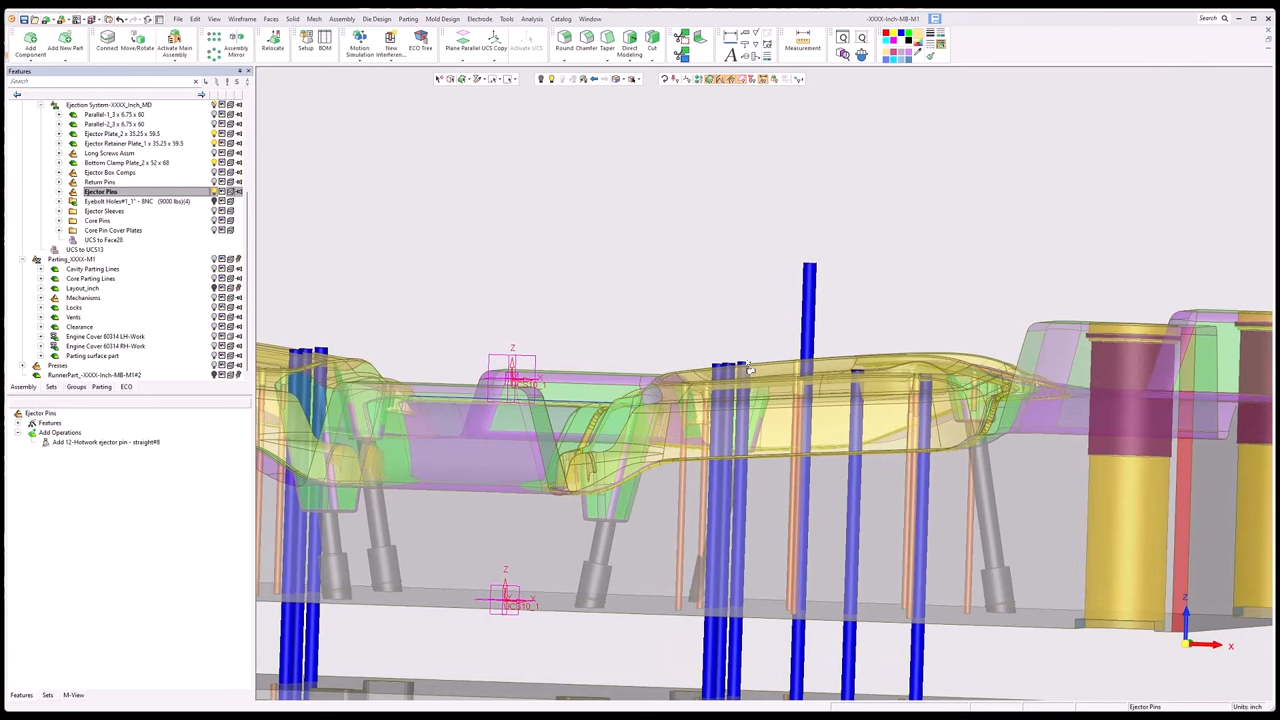 File Edit View Wireframe Faces Solid Mesh Assembly Die Design Parting Mold Design Electrode Tools Analysis Catalog Window
-XXXX-Inch-MB-M1
Search
Add Component
Add New Part
Connect
Move/Rotate
Activate Main Assembly
Assembly Mirror
Relocate
Setup
BOM
Motion Simulation
New Interferen...
ECO Tree
Plane Parallel
UCS Copy
Activate UCS
Round
Chamfer
Taper
Direct Modeling
Cut
Measurement
Features
Search
Ejection System-XXXX_Inch_MD
Parallel-1_3 x 6.75 x 60
Parallel-2_3 x 6.75 x 60
Ejector Plate_2 x 35.25 x 59.5
Ejector Retainer Plate_1 x 35.25 x 59.5
Long Screws Assm
Bottom Clamp Plate_2 x 52 x 68
Ejector Box Comps
Return Pins
Ejector Pins
Eyebolt Holes#1_1" - 8NC (9000 lbs)(4)
Ejector Sleeves
Core Pins
Core Pin Cover Plates
UCS to Face28
UCS to UCS13
Parting_XXXX-M1
Cavity Parting Lines
Core Parting Lines
Layout_inch
Mechanisms
Locks
Vents
Clearance
Engine Cover 60314 LH-Work
Engine Cover 60314 RH-Work
Parting surface part
Presses
RunnerPart_-XXXX-Inch-MB-M1#2
Assembly Sets Groups Parting ECO
Ejector Pins
Features
Add Operations
Add 12-Hotwork ejector pin - straight#8
Features Sets M-View
Z
X
Z
X
UCS10_1
Z
X
Ejector Pins
Units: inch